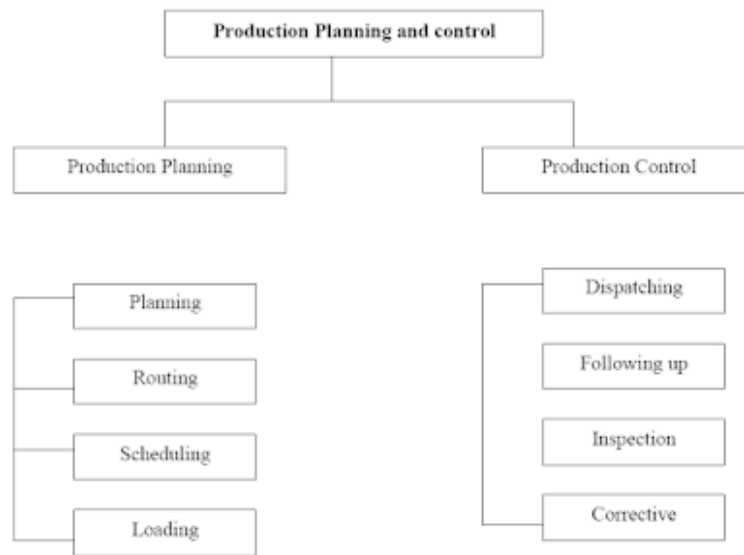 Production Planning and control
Production Planning
Production Control
Planning
Routing
Scheduling
Loading
Dispatching
Following up
Inspection
Corrective